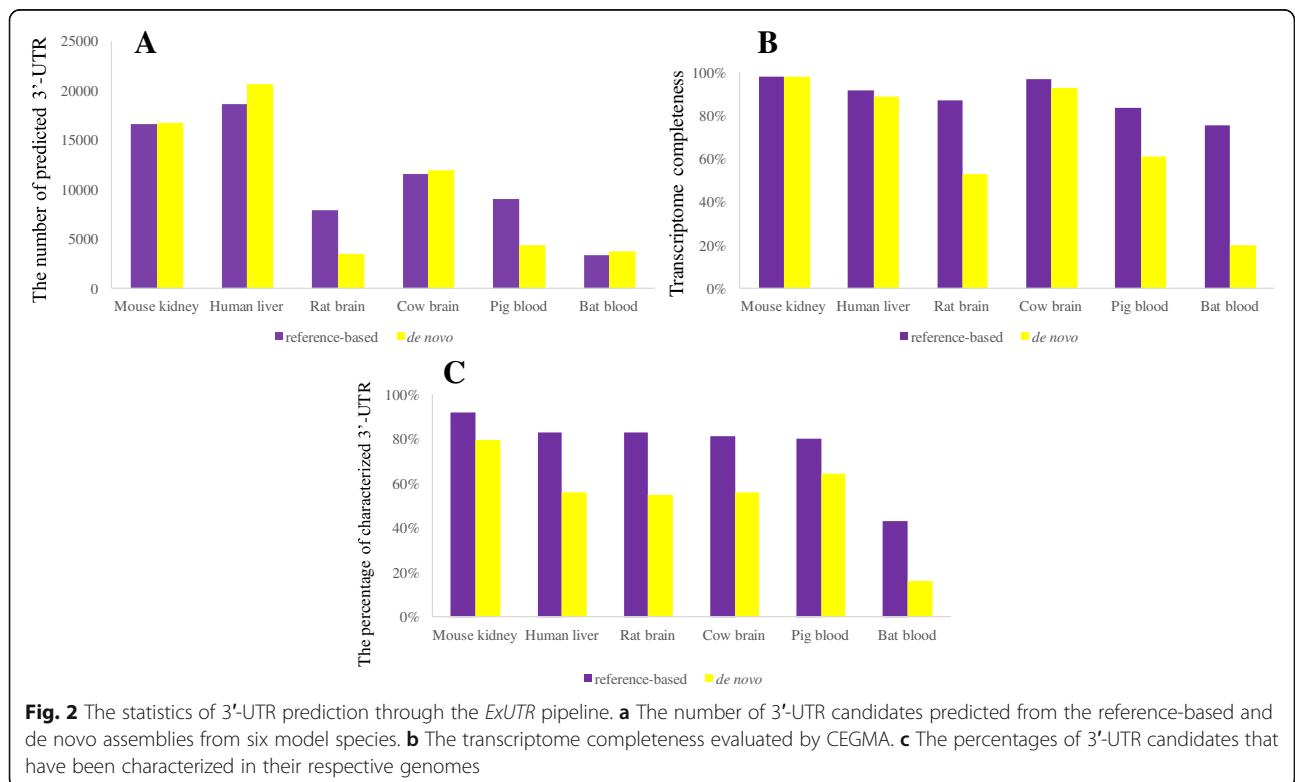 A
The number of predicted 3'-UTR
25000
20000
15000
10000
5000
0
Mouse kidney Human liver Rat brain Cow brain Pig blood Bat blood
reference-based de novo
B
Transcriptome completeness
100%
80%
60%
40%
20%
0%
Mouse kidney Human liver Rat brain Cow brain Pig blood Bat blood
reference-based de novo
C
The percentage of characterized 3'-UTR
100%
80%
60%
40%
20%
0%
Mouse kidney Human liver Rat brain Cow brain Pig blood Bat blood
reference-based de novo
Fig. 2 The statistics of 3′-UTR prediction through the ExUTR pipeline. a The number of 3′-UTR candidates predicted from the reference-based and
de novo assemblies from six model species. b The transcriptome completeness evaluated by CEGMA. c The percentages of 3′-UTR candidates that
have been characterized in their respective genomes